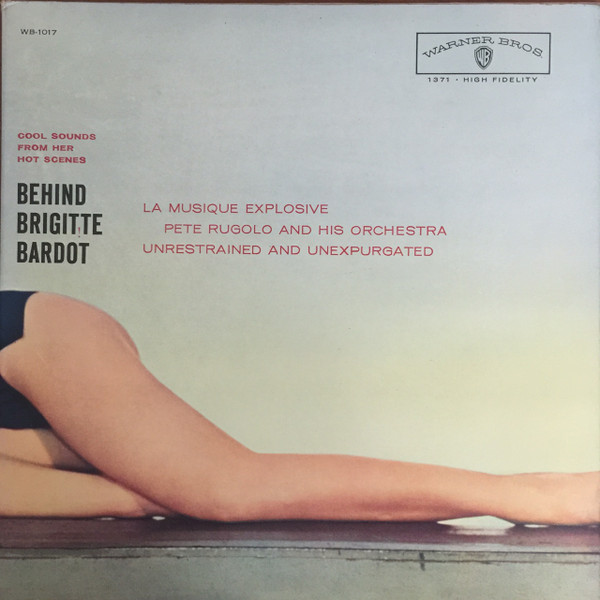 WB-1017
WARNER BROS.
WB
1371 · HIGH FIDELITY
COOL SOUNDS
FROM HER
HOT SCENES
BEHIND
BRIGITTE
BARDOT
LA MUSIQUE EXPLOSIVE
PETE RUGOLO AND HIS ORCHESTRA
UNRESTRAINED AND UNEXPURGATED